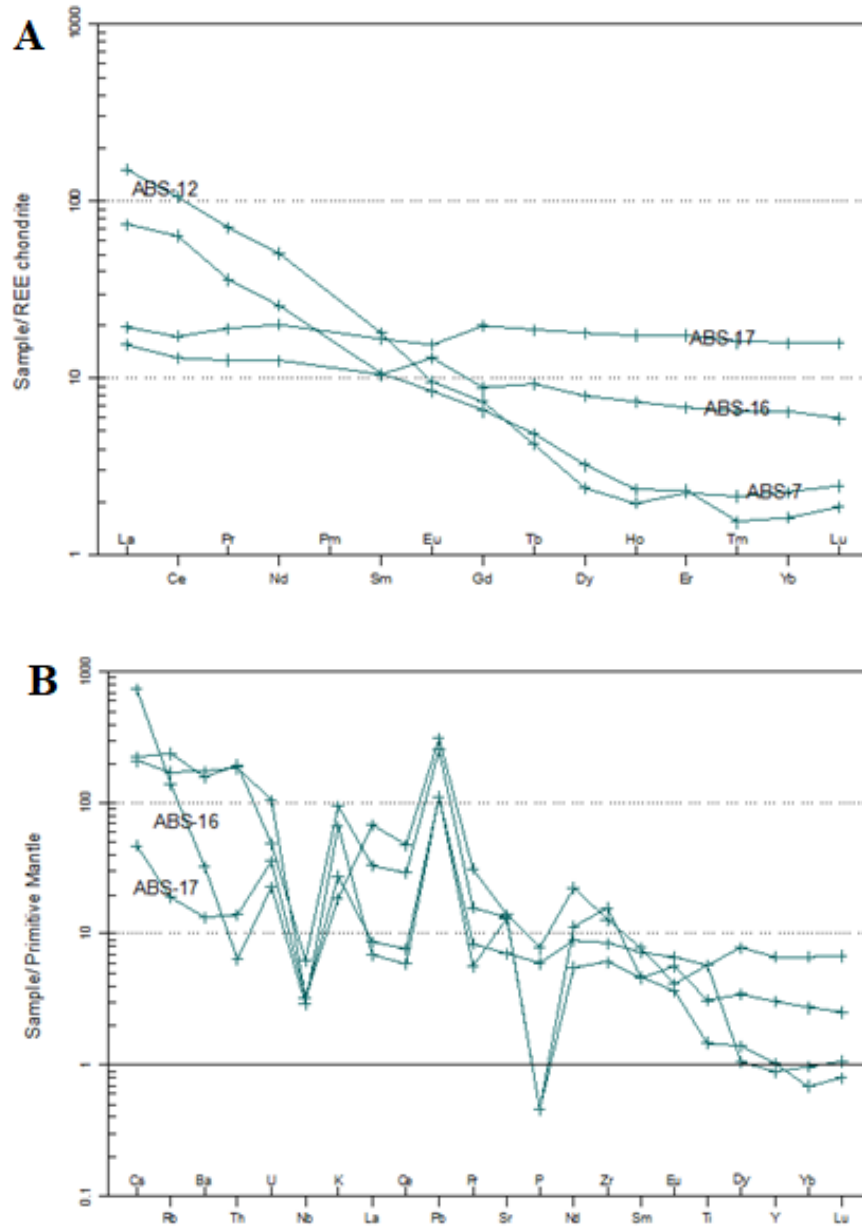 A
1000
100
10
1
Sample/ REE chondrite
ABS-12
ABS-17
ABS-16
ABS-7
La Pr Pm Eu Tb Ho Tm Lu
Ce Nd Sm Gd Dy Er Yb
B
1000
100
10
1
0.1
Sample/ Primitive Mantle
ABS-16
ABS-17
Cs Ba U K Ce Pr P Zr Eu Dy Yb
Rb Th Nb La Pb Sr Nd Sm Ti Y Lu